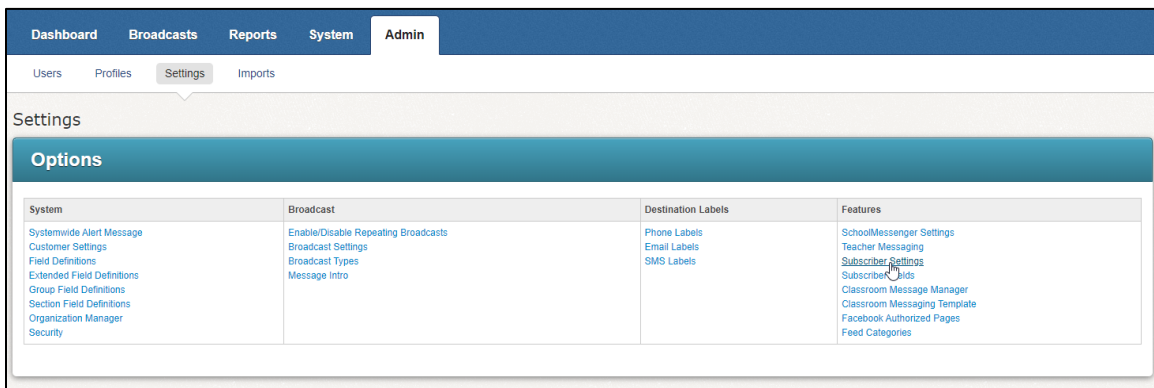 Dashboard Broadcasts Reports System Admin
Users Profiles Settings Imports
Settings
Options
System Broadcast Destination Labels Features
Systemwide Alert Message Enable/Disable Repeating Broadcasts Phone Labels SchoolMessenger Settings
Customer Settings Broadcast Settings Email Labels Teacher Messaging
Field Definitions Broadcast Types SMS Labels Subscriber Settings
Extended Field Definitions Message Intro Subscriber Fields
Group Field Definitions Classroom Message Manager
Section Field Definitions Classroom Messaging Template
Organization Manager Facebook Authorized Pages
Security Feed Categories